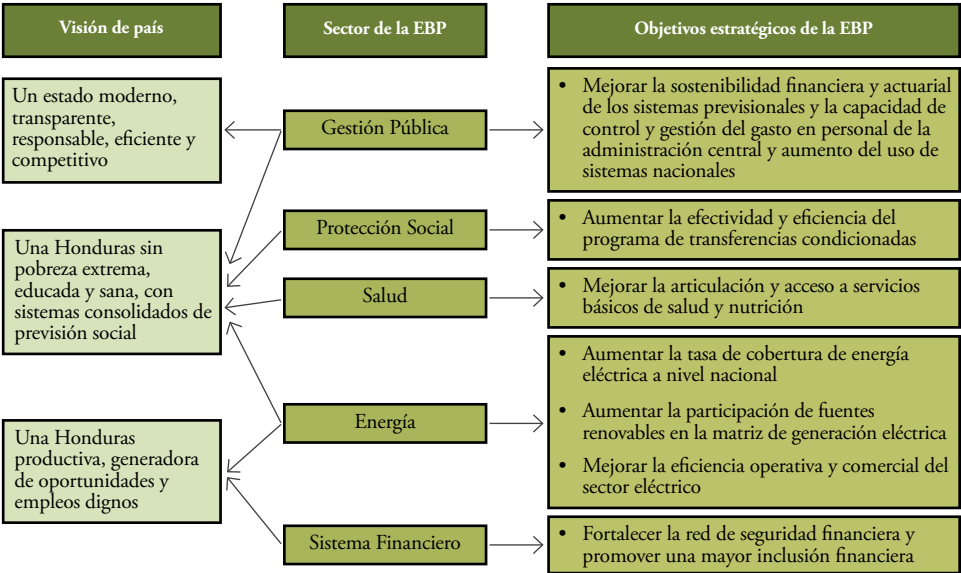 Visión de país
Sector de la EBP
Objetivos estratégicos de la EBP
Un estado moderno,
transparente,
responsable, eficiente y
competitivo
Gestión Pública
• Mejorar la sostenibilidad financiera y actuarial
de los sistemas previsionales y la capacidad de
control y gestión del gasto en personal de la
administración central y aumento del uso de
sistemas nacionales
Una Honduras sin
pobreza extrema,
educada y sana, con
sistemas consolidados de
previsión social
Protección Social
• Aumentar la efectividad y eficiencia del
programa de transferencias condicionadas
Salud
• Mejorar la articulación y acceso a servicios
básicos de salud y nutrición
Una Honduras
productiva, generadora
de oportunidades y
empleos dignos
Energía
• Aumentar la tasa de cobertura de energía
eléctrica a nivel nacional
• Aumentar la participación de fuentes
renovables en la matriz de generación eléctrica
• Mejorar la eficiencia operativa y comercial del
sector eléctrico
Sistema Financiero
• Fortalecer la red de seguridad financiera y
promover una mayor inclusión financiera